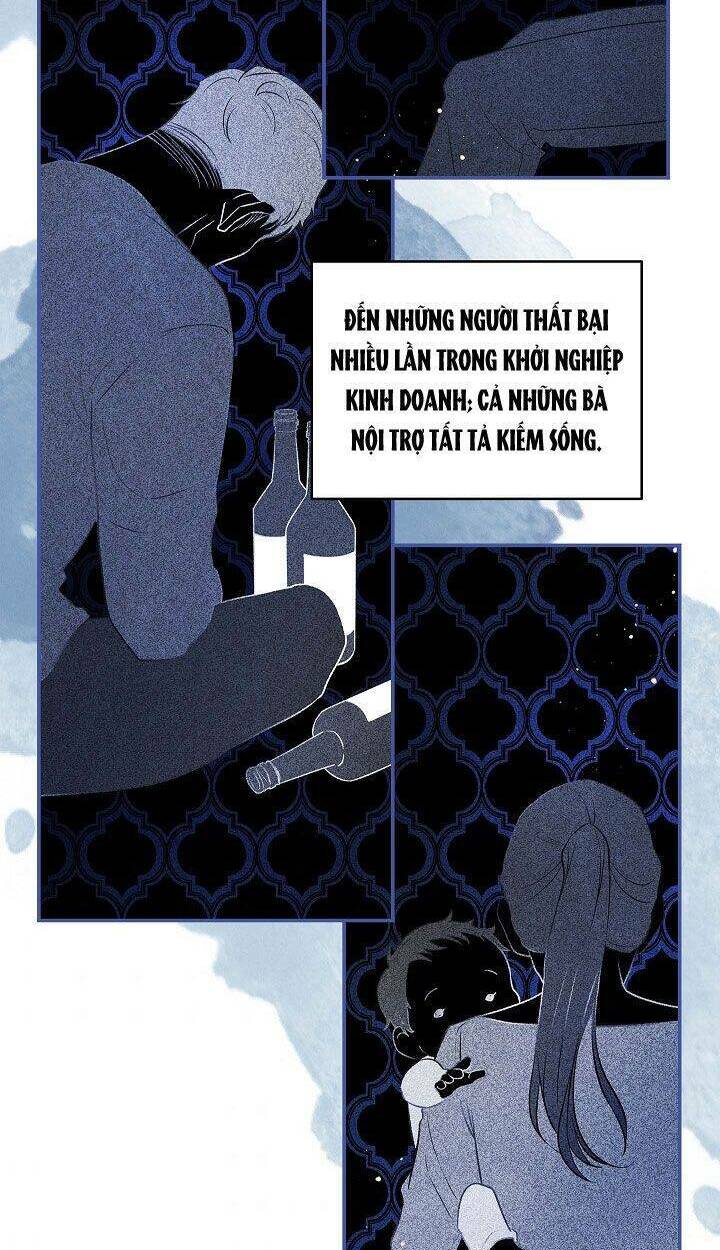 ĐẾN NHỮNG NGƯỜI THẤT BẠI
NHIỀU LẦN TRONG KHỞI NGHIỆP
KINH DOANH; CẢ NHỮNG BÀ
NỘI TRỢ TẤT TẢ KIẾM SỐNG.